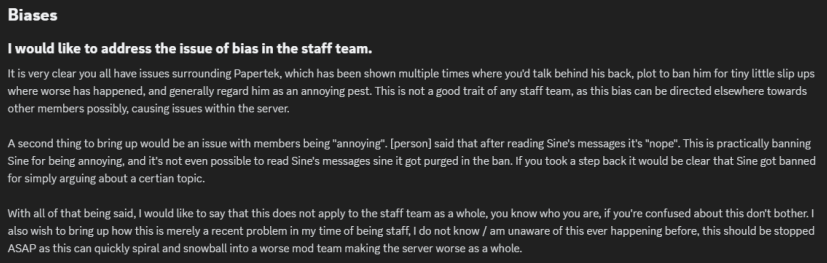 Biases
I would like to address the issue of bias in the staff team.
It is very clear you all have issues surrounding Papertek, which has been shown multiple times where you'd talk behind his back, plot to ban him for tiny little slip ups
where worse has happened, and generally regard him as an annoying pest. This is not a good trait of any staff team, as this bias can be directed elsewhere towards
other members possibly, causing issues within the server.
A second thing to bring up would be an issue with members being "annoying". [person] said that after reading Sine's messages it's "nope". This is practically banning
Sine for being annoying, and it's not even possible to read Sine's messages sine it got purged in the ban. If you took a step back it would be clear that Sine got banned
for simply arguing about a certian topic.
With all of that being said, I would like to say that this does not apply to the staff team as a whole, you know who you are, if you're confused about this don't bother. I
also wish to bring up how this is merely a recent problem in my time of being staff, I do not know / am unaware of this ever happening before, this should be stopped
ASAP as this can quickly spiral and snowball into a worse mod team making the server worse as a whole.